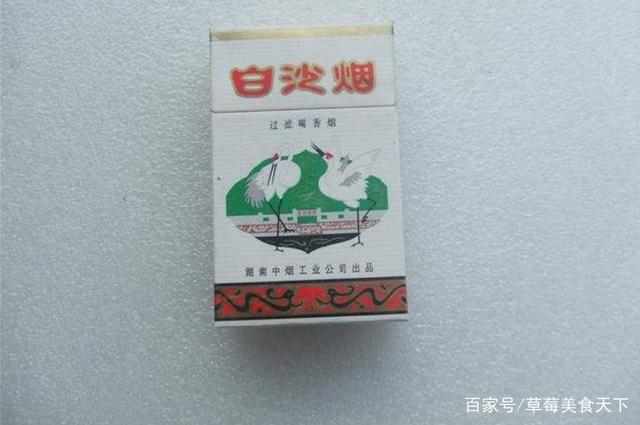 白沙烟
过滤嘴香烟
湖南中烟工业公司出品
百家号/草莓美食天下